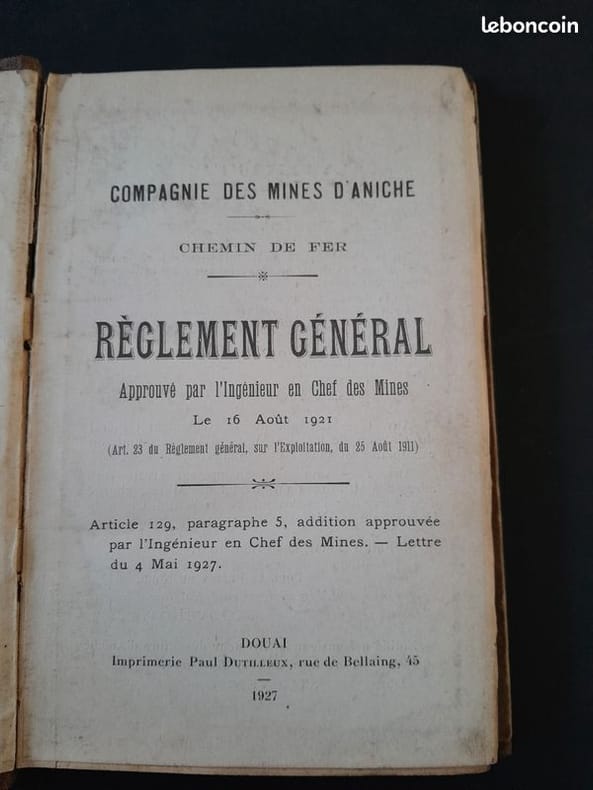 leboncoin
COMPAGNIE DES MINES D'ANICHE
CHEMIN DE FER
RÈGLEMENT GÉNÉRAL
Approuvé par l'Ingénieur en Chef des Mines
Le 16 Août 1921
(Art. 23 du Règlement général, sur l'Exploitation, du 25 Août 1911)
Article 129, paragraphe 5, addition approuvée
par l'Ingénieur en Chef des Mines. — Lettre
du 4 Mai 1927.
DOUAI
Imprimerie Paul DUTILLEUX, rue de Bellaing, 45
1927